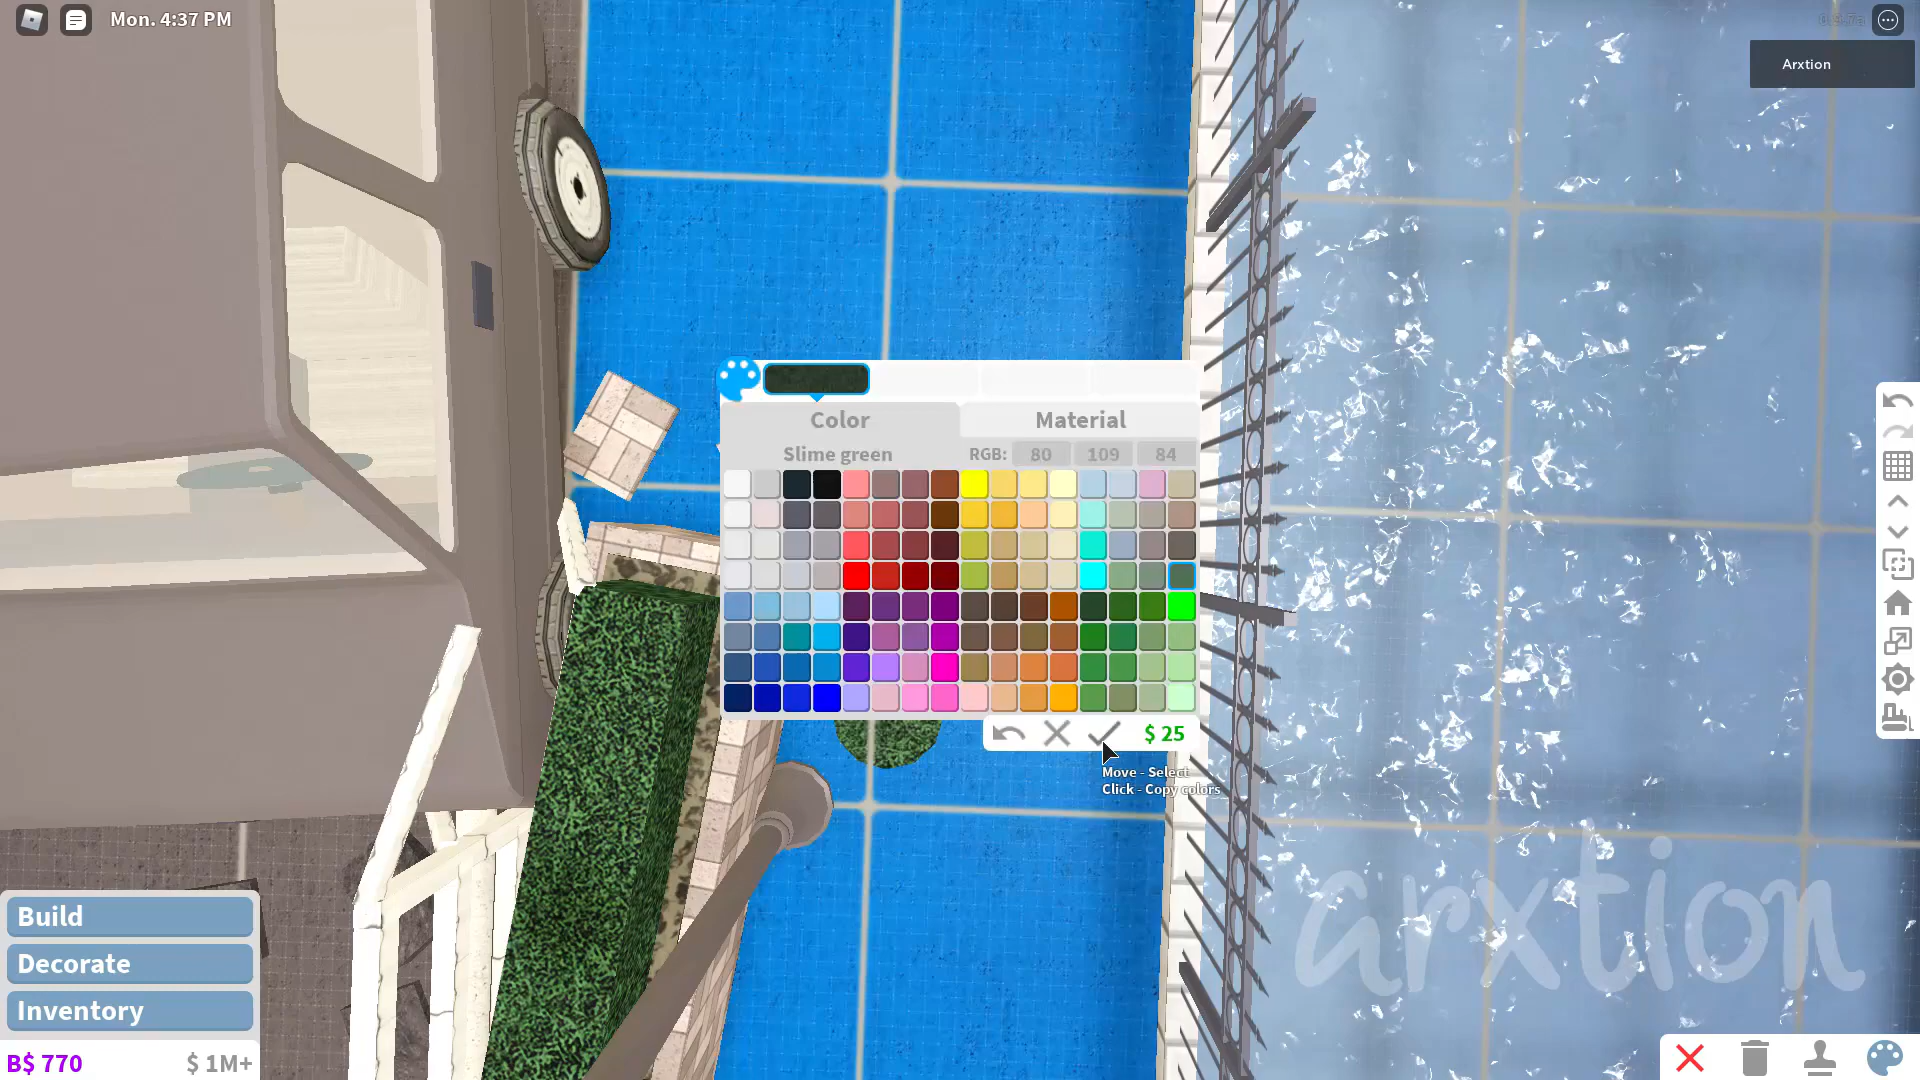 Mon. 4:37 PM
Arxtion
Color
Material
Slime green
RGB: 80 109 84
$ 25
Move - Select
Click - Copy colors
arxtion
Build
Decorate
Inventory
B$ 770
$ 1M+